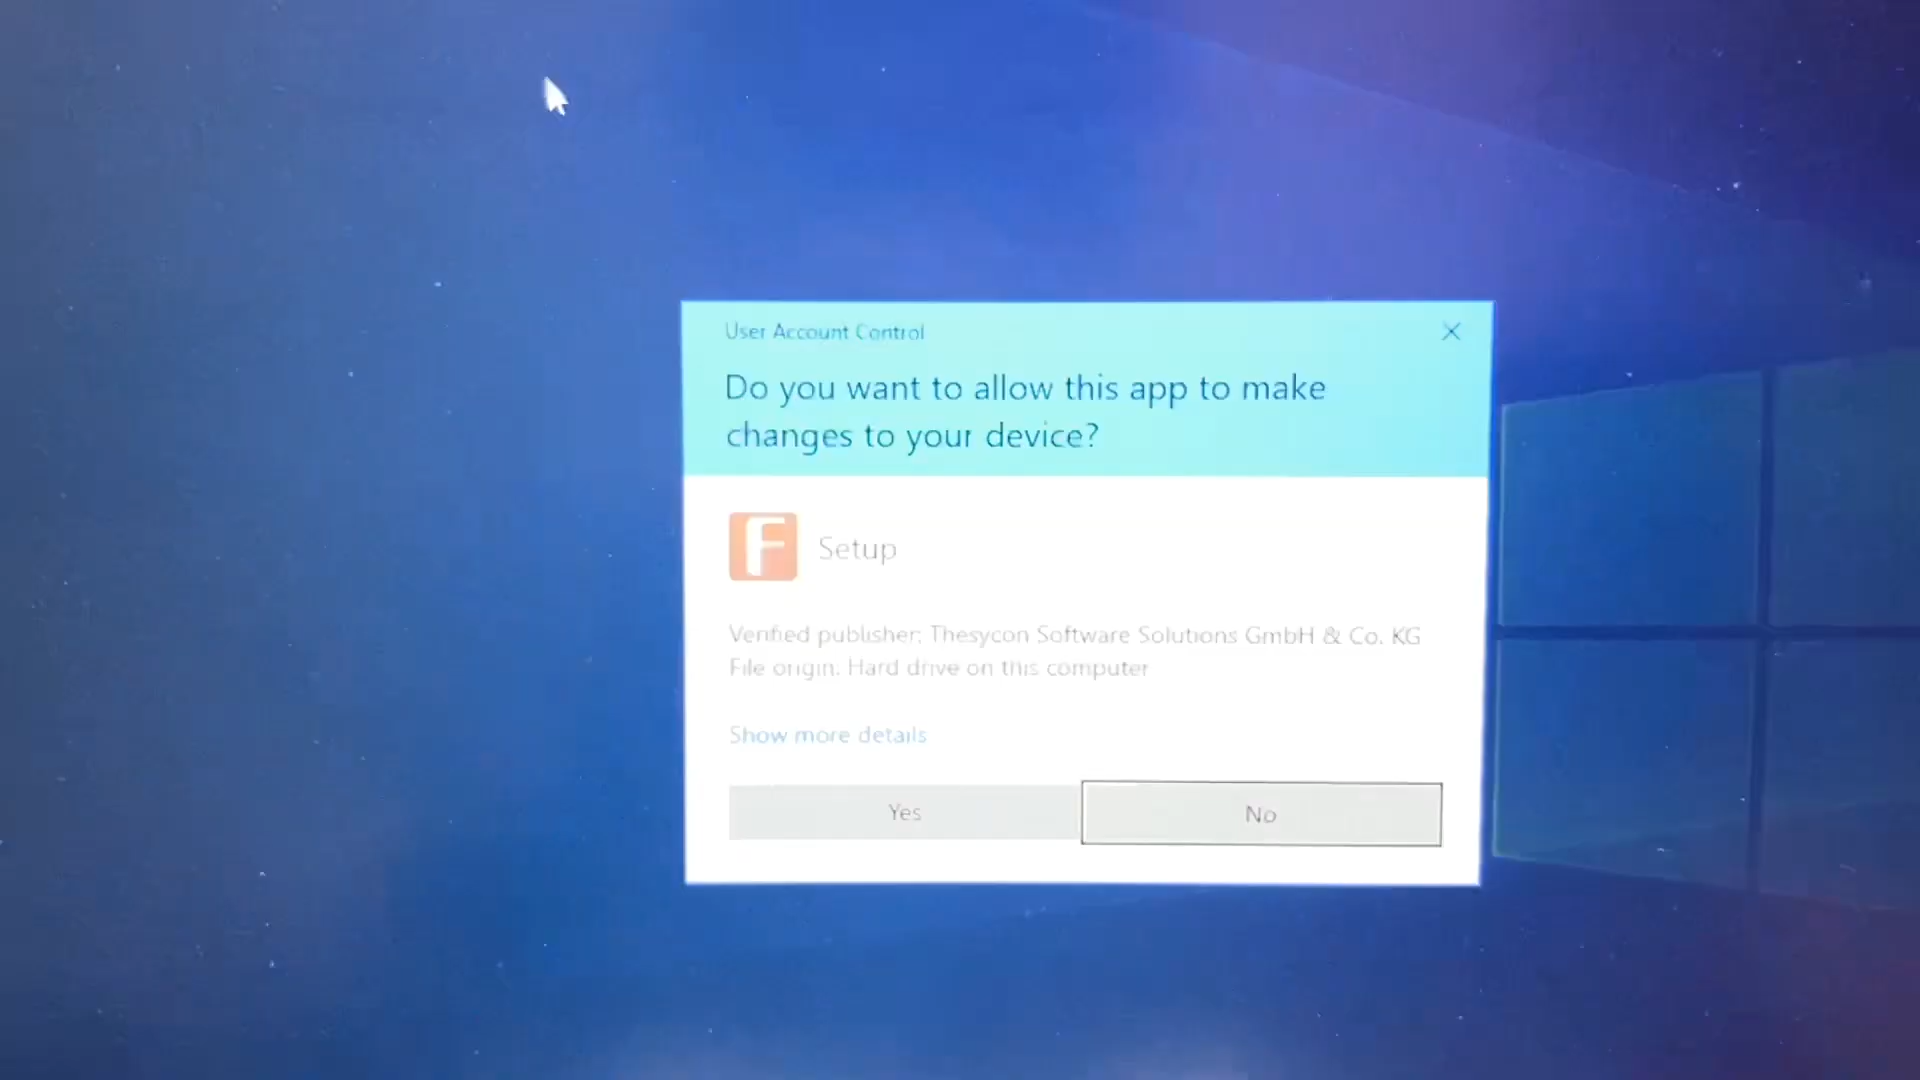 User Account Control
Do you want to allow this app to make
changes to your device?
F
Setup
Verified publisher: Thesycon Software Solutions GmbH & Co. KG
File origin: Hard drive on this computer
Show more details
Yes
No